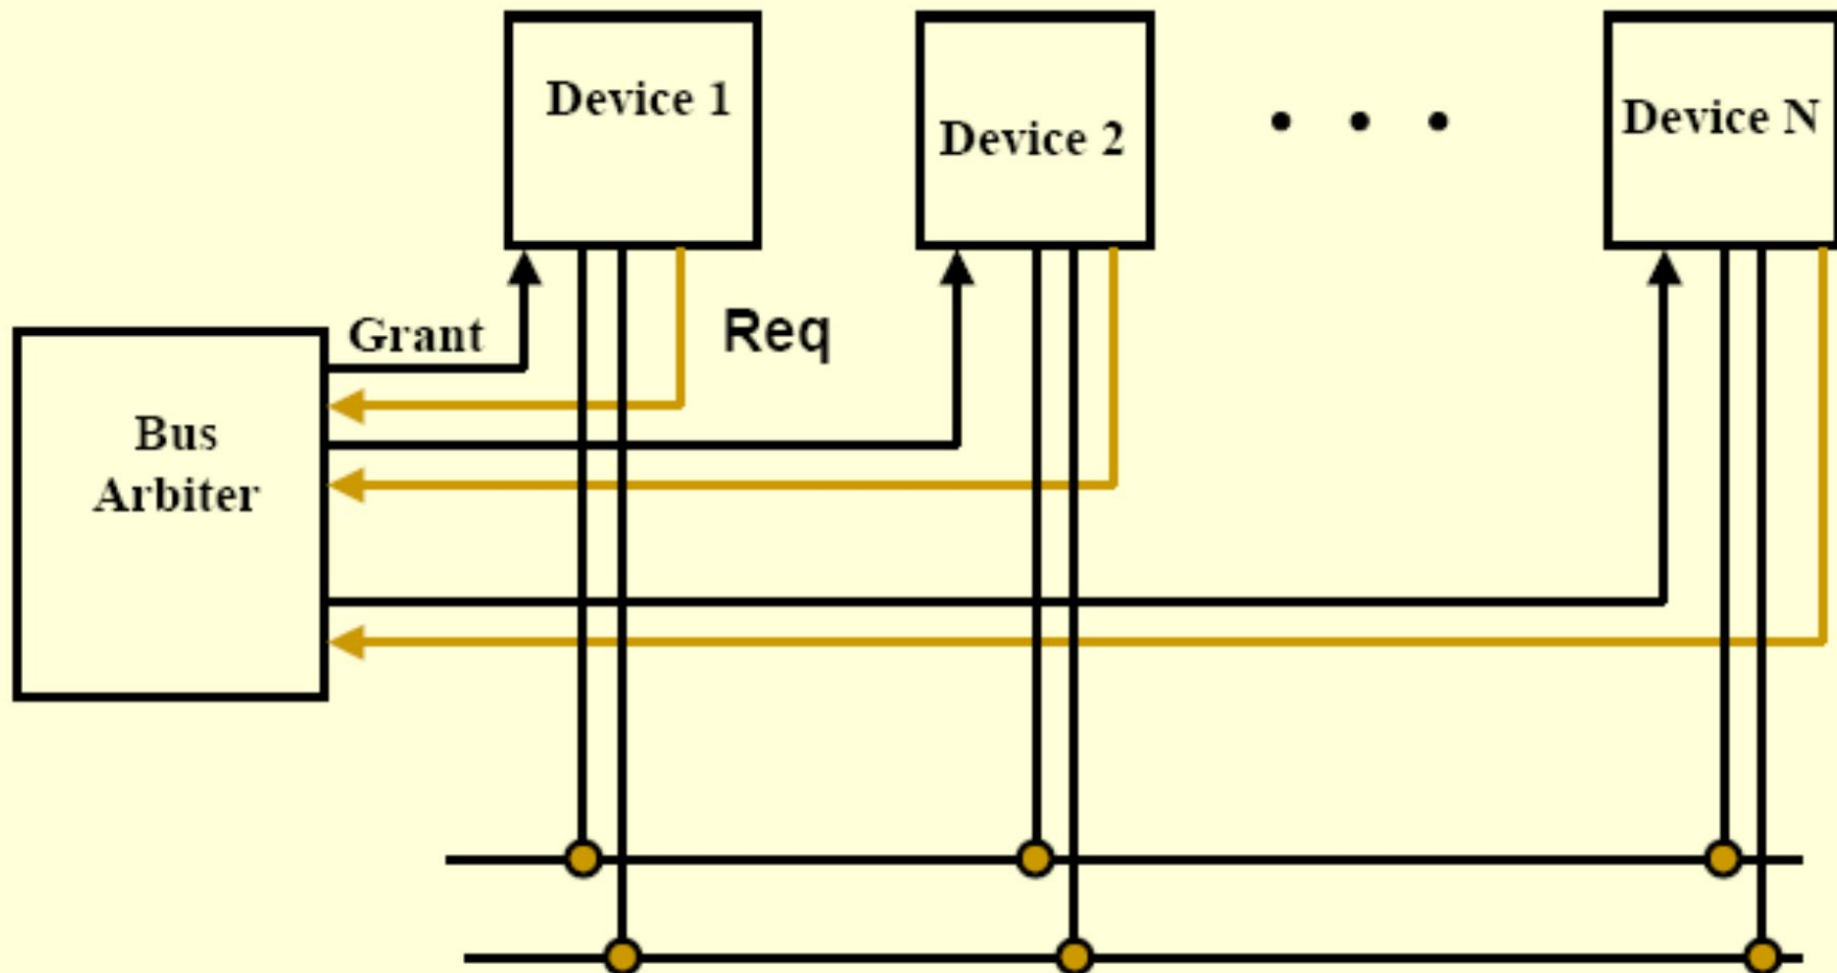 Device 1
Device 2
Device N
Grant
Req
Bus
Arbiter